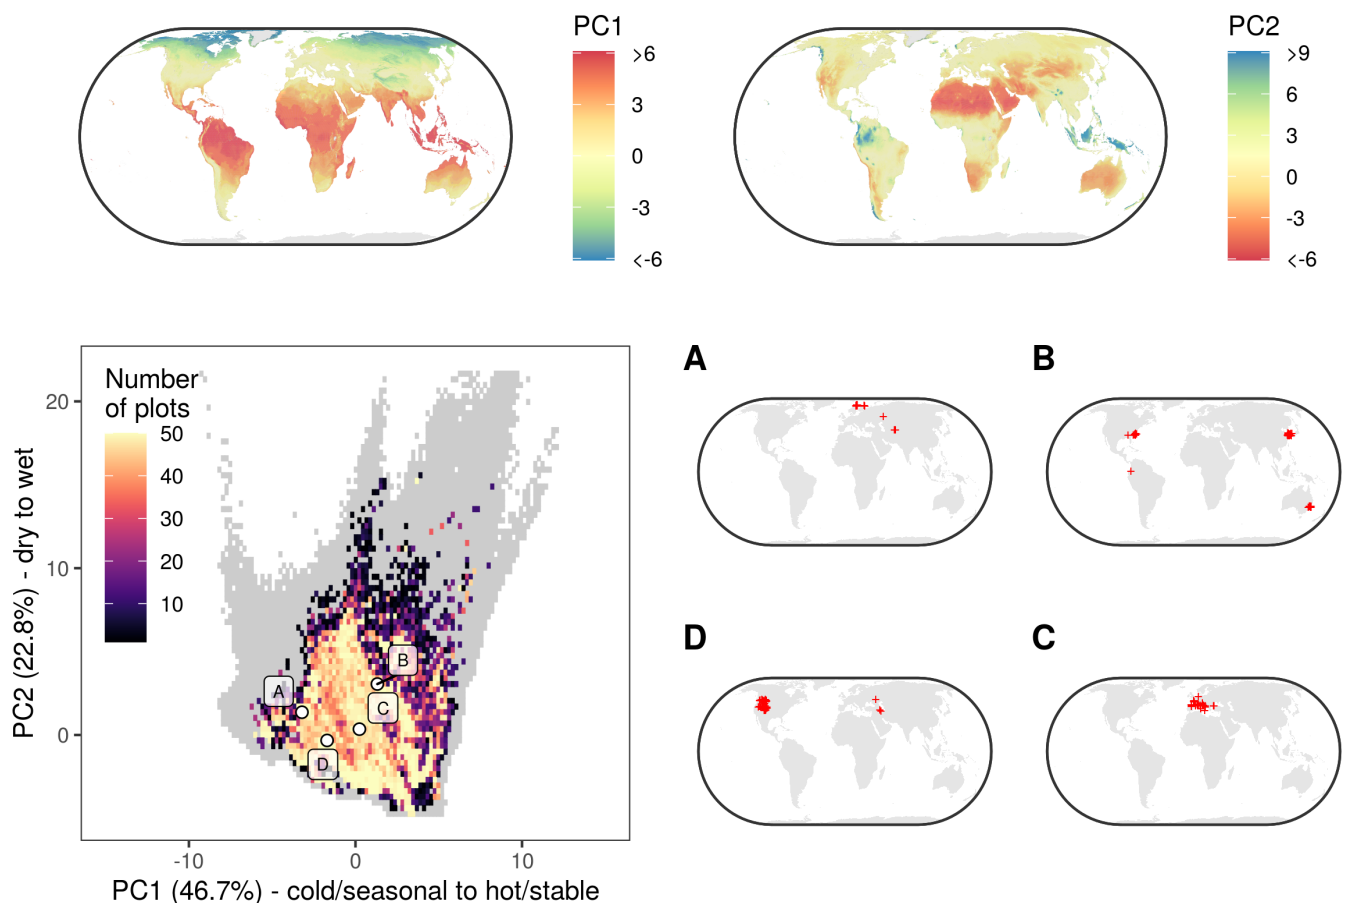 PC1
>6
3
0
-3
<-6
PC2
>9
6
3
0
-3
<-6
Number
of plots
50
40
30
20
10
20
10
0
PC2 (22.8%) - dry to wet
A
B
C
D
-10
0
10
PC1 (46.7%) - cold/seasonal to hot/stable
A
B
D
C